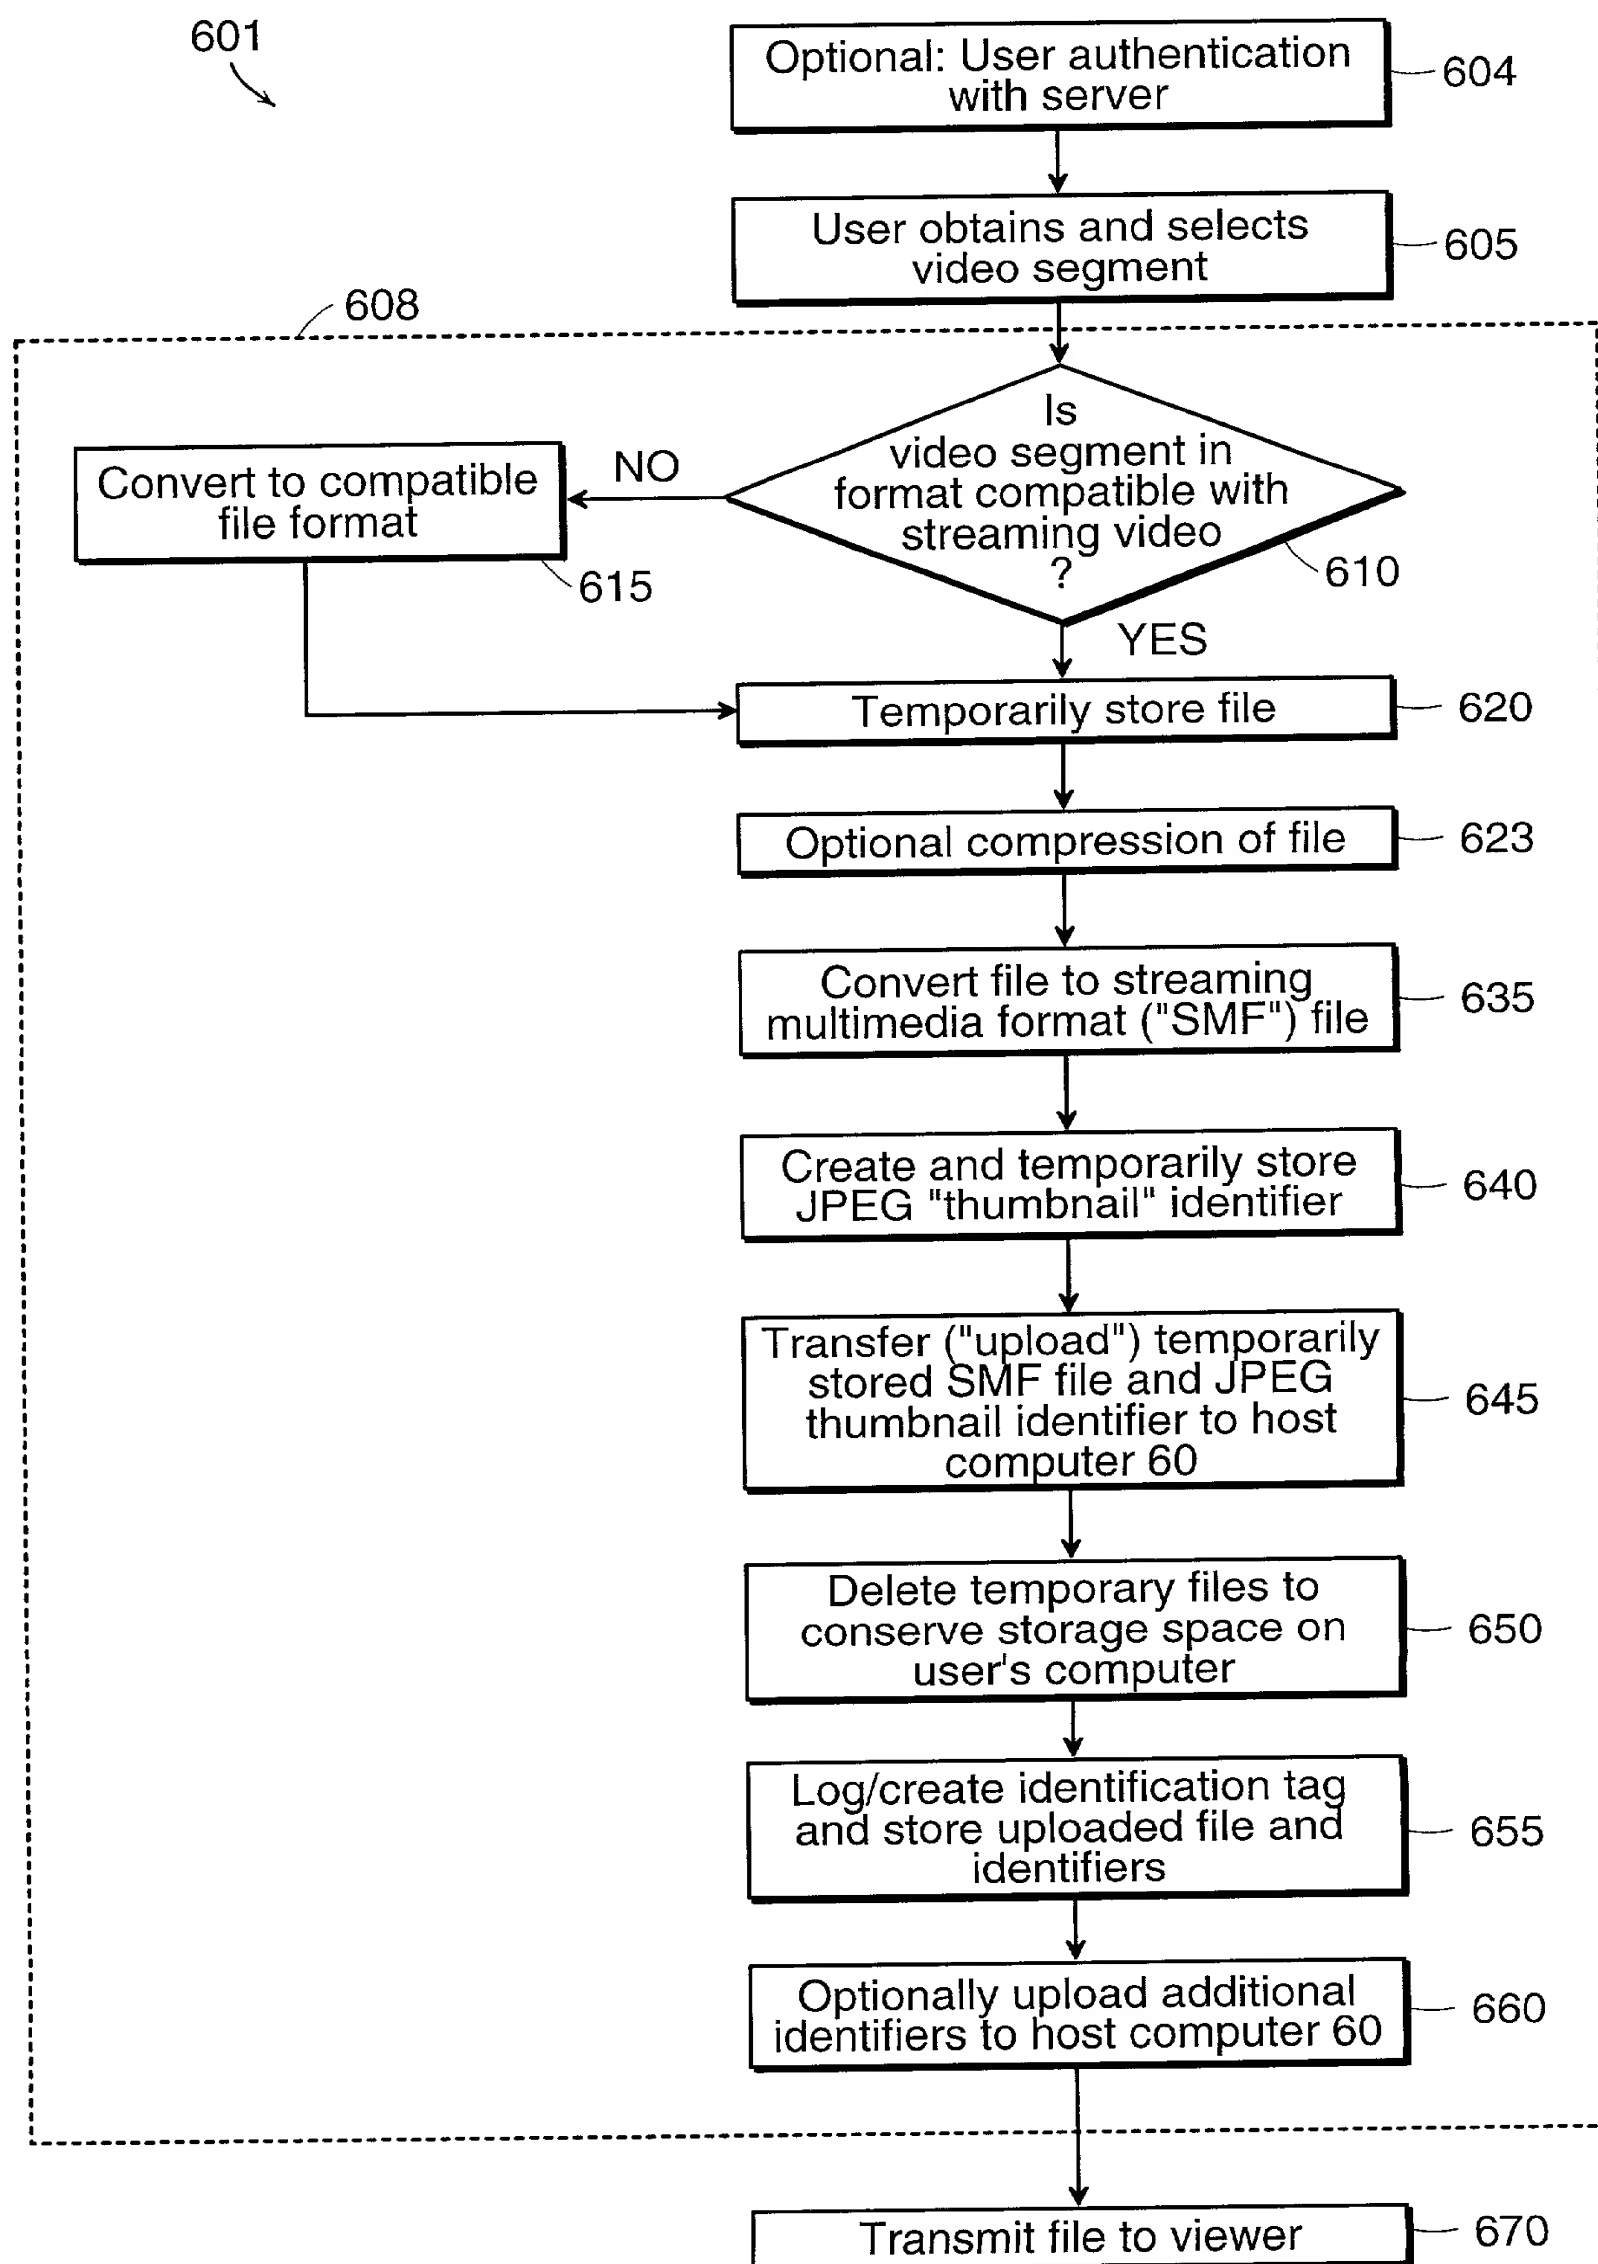 601
Optional: User authentication
with server
604
User obtains and selects
video segment
605
608
Is
video segment in
format compatible with
streaming video
?
610
NO
Convert to compatible
file format
615
YES
Temporarily store file
620
Optional compression of file
623
Convert file to streaming
multimedia format ("SMF") file
635
Create and temporarily store
JPEG "thumbnail" identifier
640
Transfer ("upload") temporarily
stored SMF file and JPEG
thumbnail identifier to host
computer 60
645
Delete temporary files to
conserve storage space on
user's computer
650
Log/create identification tag
and store uploaded file and
identifiers
655
Optionally upload additional
identifiers to host computer 60
660
Transmit file to viewer
670